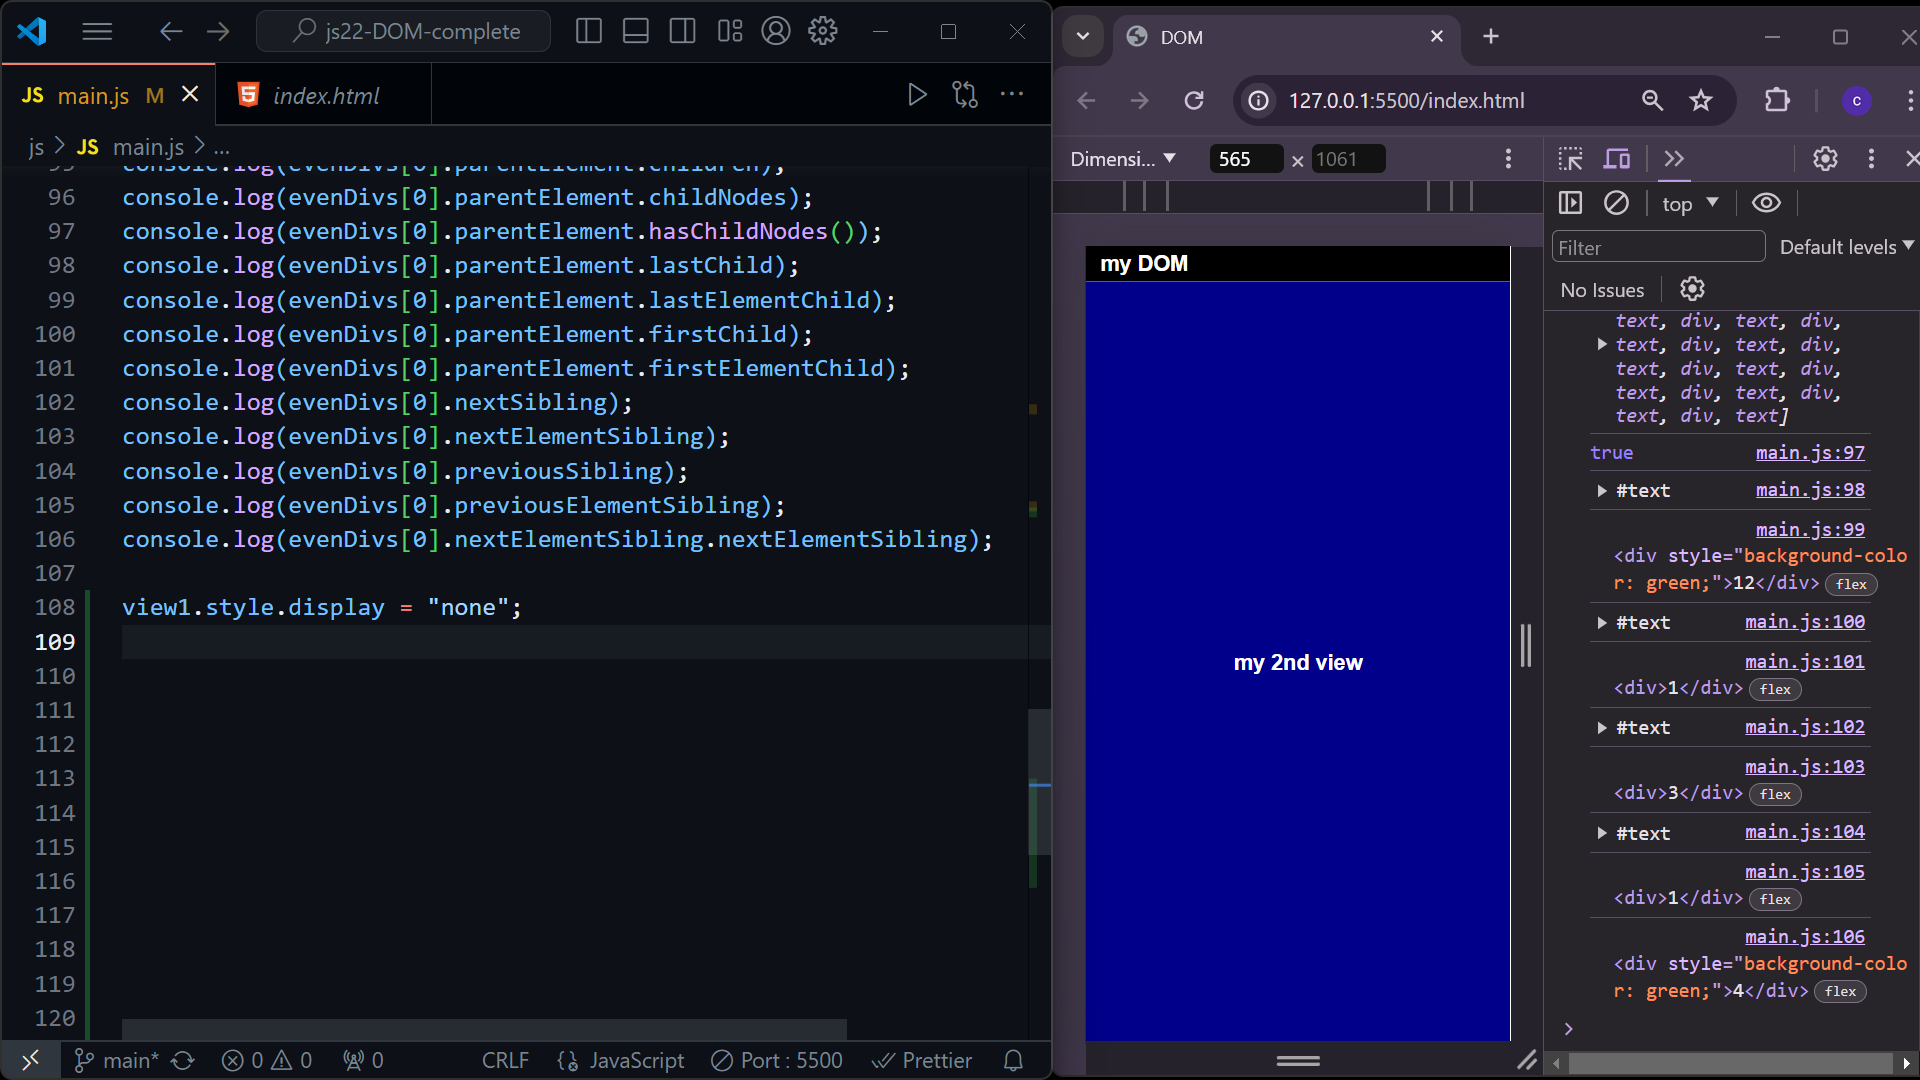 js22-DOM-complete
JS main.js M
index.html
js > JS main.js > ...
95 console.log(evenDivs[0].parentElement.children);
96 console.log(evenDivs[0].parentElement.childNodes);
97 console.log(evenDivs[0].parentElement.hasChildNodes());
98 console.log(evenDivs[0].parentElement.lastChild);
99 console.log(evenDivs[0].parentElement.lastElementChild);
100 console.log(evenDivs[0].parentElement.firstChild);
101 console.log(evenDivs[0].parentElement.firstElementChild);
102 console.log(evenDivs[0].nextSibling);
103 console.log(evenDivs[0].nextElementSibling);
104 console.log(evenDivs[0].previousSibling);
105 console.log(evenDivs[0].previousElementSibling);
106 console.log(evenDivs[0].nextElementSibling.nextElementSibling);
107
108 view1.style.display = "none";
109
110
111
112
113
114
115
116
117
118
119
120
main* 0 0 0 CRLF JavaScript Port : 5500 Prettier
DOM
127.0.0.1:5500/index.html
c
Dimensi... 565 × 1061
my DOM
my 2nd view
top
Filter
Default levels
No Issues
text, div, text, div,
text, div, text, div,
text, div, text, div,
text, div, text, div,
text, div, text]
true main.js:97
#text main.js:98
main.js:99
<div style="background-colo
r: green;">12</div> flex
#text main.js:100
main.js:101
<div>1</div> flex
#text main.js:102
main.js:103
<div>3</div> flex
#text main.js:104
main.js:105
<div>1</div> flex
main.js:106
<div style="background-colo
r: green;">4</div> flex